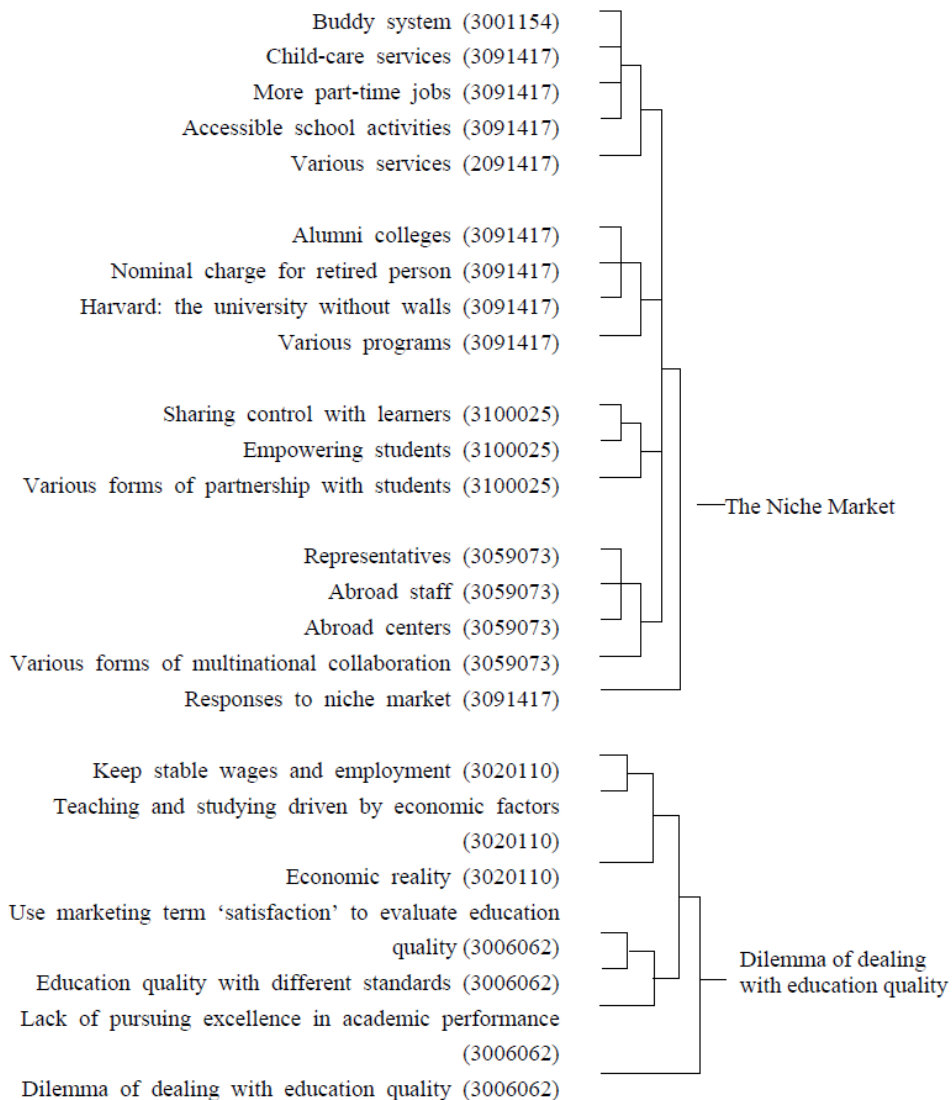 Buddy system (3001154)
Child-care services (3091417)
More part-time jobs (3091417)
Accessible school activities (3091417)
Various services (2091417)
Alumni colleges (3091417)
Nominal charge for retired person (3091417)
Harvard: the university without walls (3091417)
Various programs (3091417)
Sharing control with learners (3100025)
Empowering students (3100025)
Various forms of partnership with students (3100025)
The Niche Market
Representatives (3059073)
Abroad staff (3059073)
Abroad centers (3059073)
Various forms of multinational collaboration (3059073)
Responses to niche market (3091417)
Keep stable wages and employment (3020110)
Teaching and studying driven by economic factors
(3020110)
Economic reality (3020110)
Use marketing term ‘satisfaction’ to evaluate education
quality (3006062)
Education quality with different standards (3006062)
Lack of pursuing excellence in academic performance
(3006062)
Dilemma of dealing with education quality (3006062)
Dilemma of dealing
with education quality